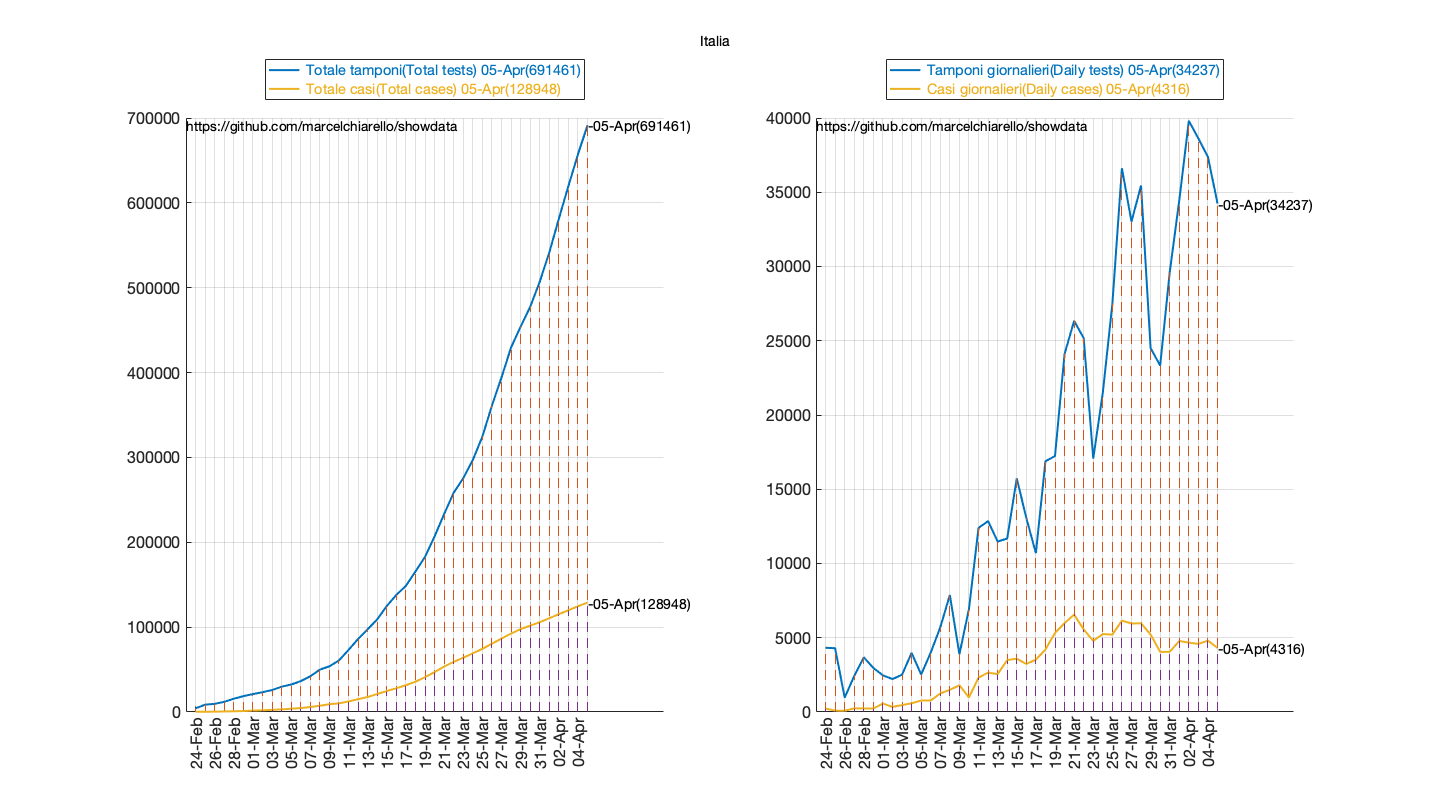 Italia
Totale tamponi(Total tests) 05-Apr(691461)
Totale casi(Total cases) 05-Apr(128948)
700000
600000
500000
400000
300000
200000
100000
0
https://github.com/marcelchiarello/showdata
-05-Apr(691461)
-05-Apr(128948)
24-Feb
26-Feb
28-Feb
01-Mar
03-Mar
05-Mar
07-Mar
09-Mar
11-Mar
13-Mar
15-Mar
17-Mar
19-Mar
21-Mar
23-Mar
25-Mar
27-Mar
29-Mar
31-Mar
02-Apr
04-Apr
Tamponi giornalieri(Daily tests) 05-Apr(34237)
Casi giornalieri(Daily cases) 05-Apr(4316)
40000
35000
30000
25000
20000
15000
10000
5000
0
https://github.com/marcelchiarello/showdata
-05-Apr(34237)
-05-Apr(4316)
24-Feb
26-Feb
28-Feb
01-Mar
03-Mar
05-Mar
07-Mar
09-Mar
11-Mar
13-Mar
15-Mar
17-Mar
19-Mar
21-Mar
23-Mar
25-Mar
27-Mar
29-Mar
31-Mar
02-Apr
04-Apr